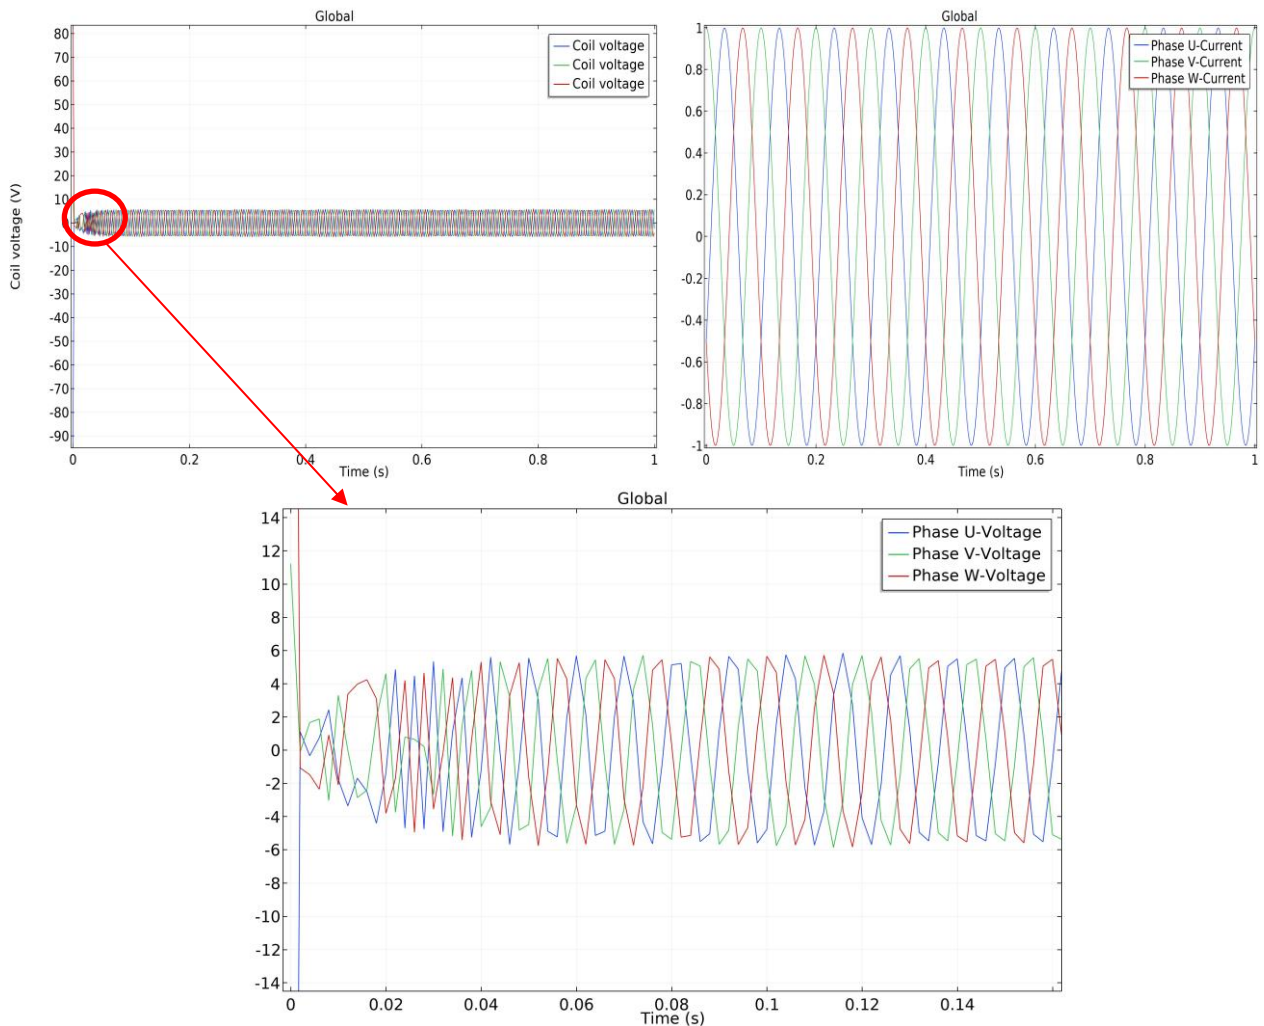 Global
Coil voltage (V)
80
70
60
50
40
30
20
10
-10
-20
-30
-40
-50
-60
-70
-80
-90
Coil voltage
Coil voltage
Coil voltage
0 0.2 0.4 0.6 0.8 1
Time (s)
Global
1
0.8
0.6
0.4
0.2
0
-0.2
-0.4
-0.6
-0.8
-1
Phase U-Current
Phase V-Current
Phase W-Current
0 0.2 0.4 0.6 0.8 1
Time (s)
Global
14
12
10
8
6
4
2
0
-2
-4
-6
-8
-10
-12
-14
Phase U-Voltage
Phase V-Voltage
Phase W-Voltage
0 0.02 0.04 0.06 0.08 0.1 0.12 0.14
Time (s)